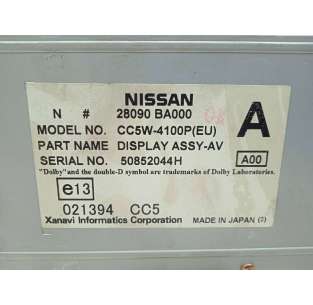 NISSAN
N # 28090 BA000
MODEL NO. CC5W-4100P(EU)
PART NAME DISPLAY ASSY-AV
SERIAL NO. 50852044H
A
A00
"Dolby" and the double-D symbol are trademarks of Dolby Laboratories.
e13
021394 CC5
Xanavi Informatics Corporation MADE IN JAPAN (2)